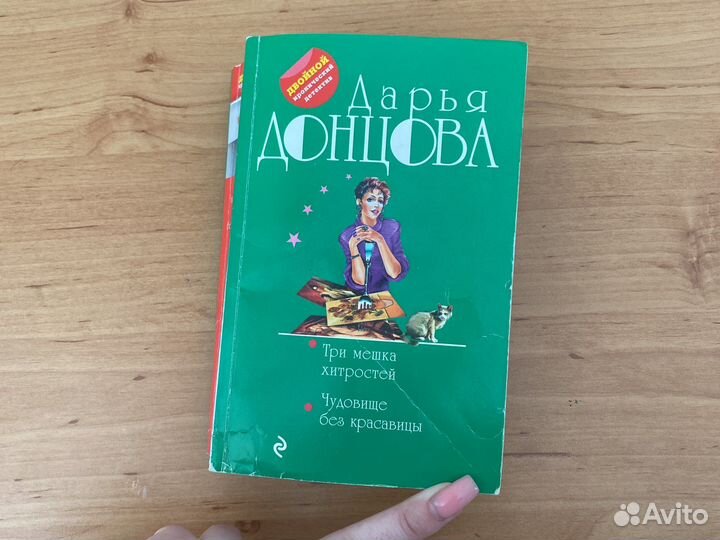 ДВОЙНОЙ
иронический
детектив
Дарья
ДОНЦОВА
Три мешка
хитростей
Чудовище
без красавицы
Avito